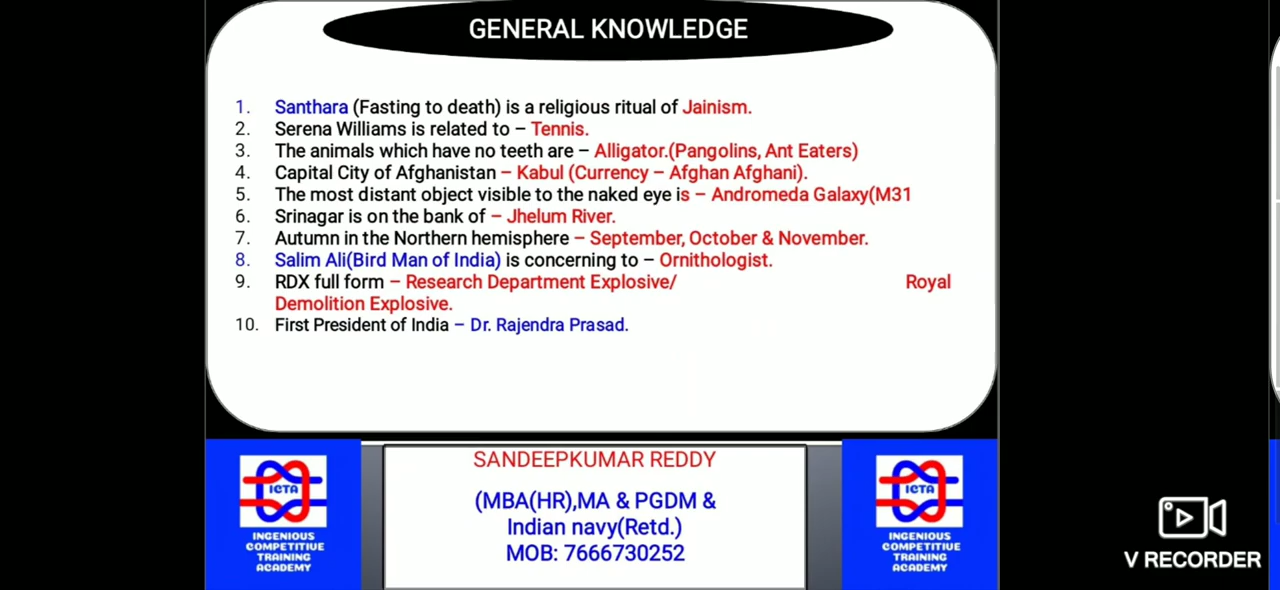 GENERAL KNOWLEDGE
1. Santhara (Fasting to death) is a religious ritual of Jainism.
2. Serena Williams is related to – Tennis.
3. The animals which have no teeth are – Alligator.(Pangolins, Ant Eaters)
4. Capital City of Afghanistan – Kabul (Currency – Afghan Afghani).
5. The most distant object visible to the naked eye is – Andromeda Galaxy(M31
6. Srinagar is on the bank of – Jhelum River.
7. Autumn in the Northern hemisphere – September, October & November.
8. Salim Ali(Bird Man of India) is concerning to – Ornithologist.
9. RDX full form – Research Department Explosive/ Royal
Demolition Explosive.
10. First President of India – Dr. Rajendra Prasad.
SANDEEPKUMAR REDDY
(MBA(HR),MA & PGDM &
Indian navy(Retd.)
MOB: 7666730252
ICTA
INGENIOUS
COMPETITIUE
TRAINING
ACADEMY
ICTA
INGENIOUS
COMPETITIUE
TRAINING
ACADEMY
V RECORDER